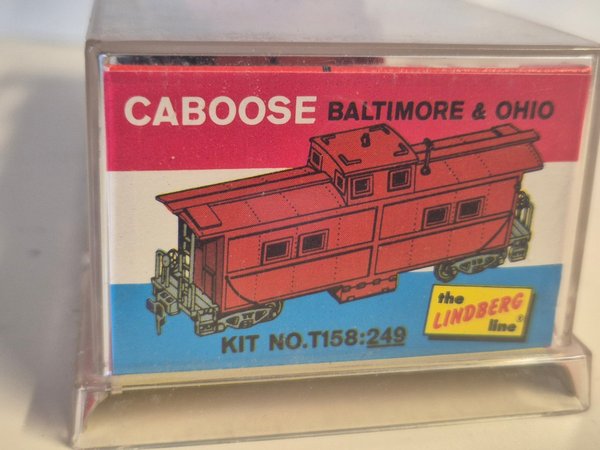 CABOOSE BALTIMORE & OHIO
the
LINDBERG
line®
KIT NO.T158:249